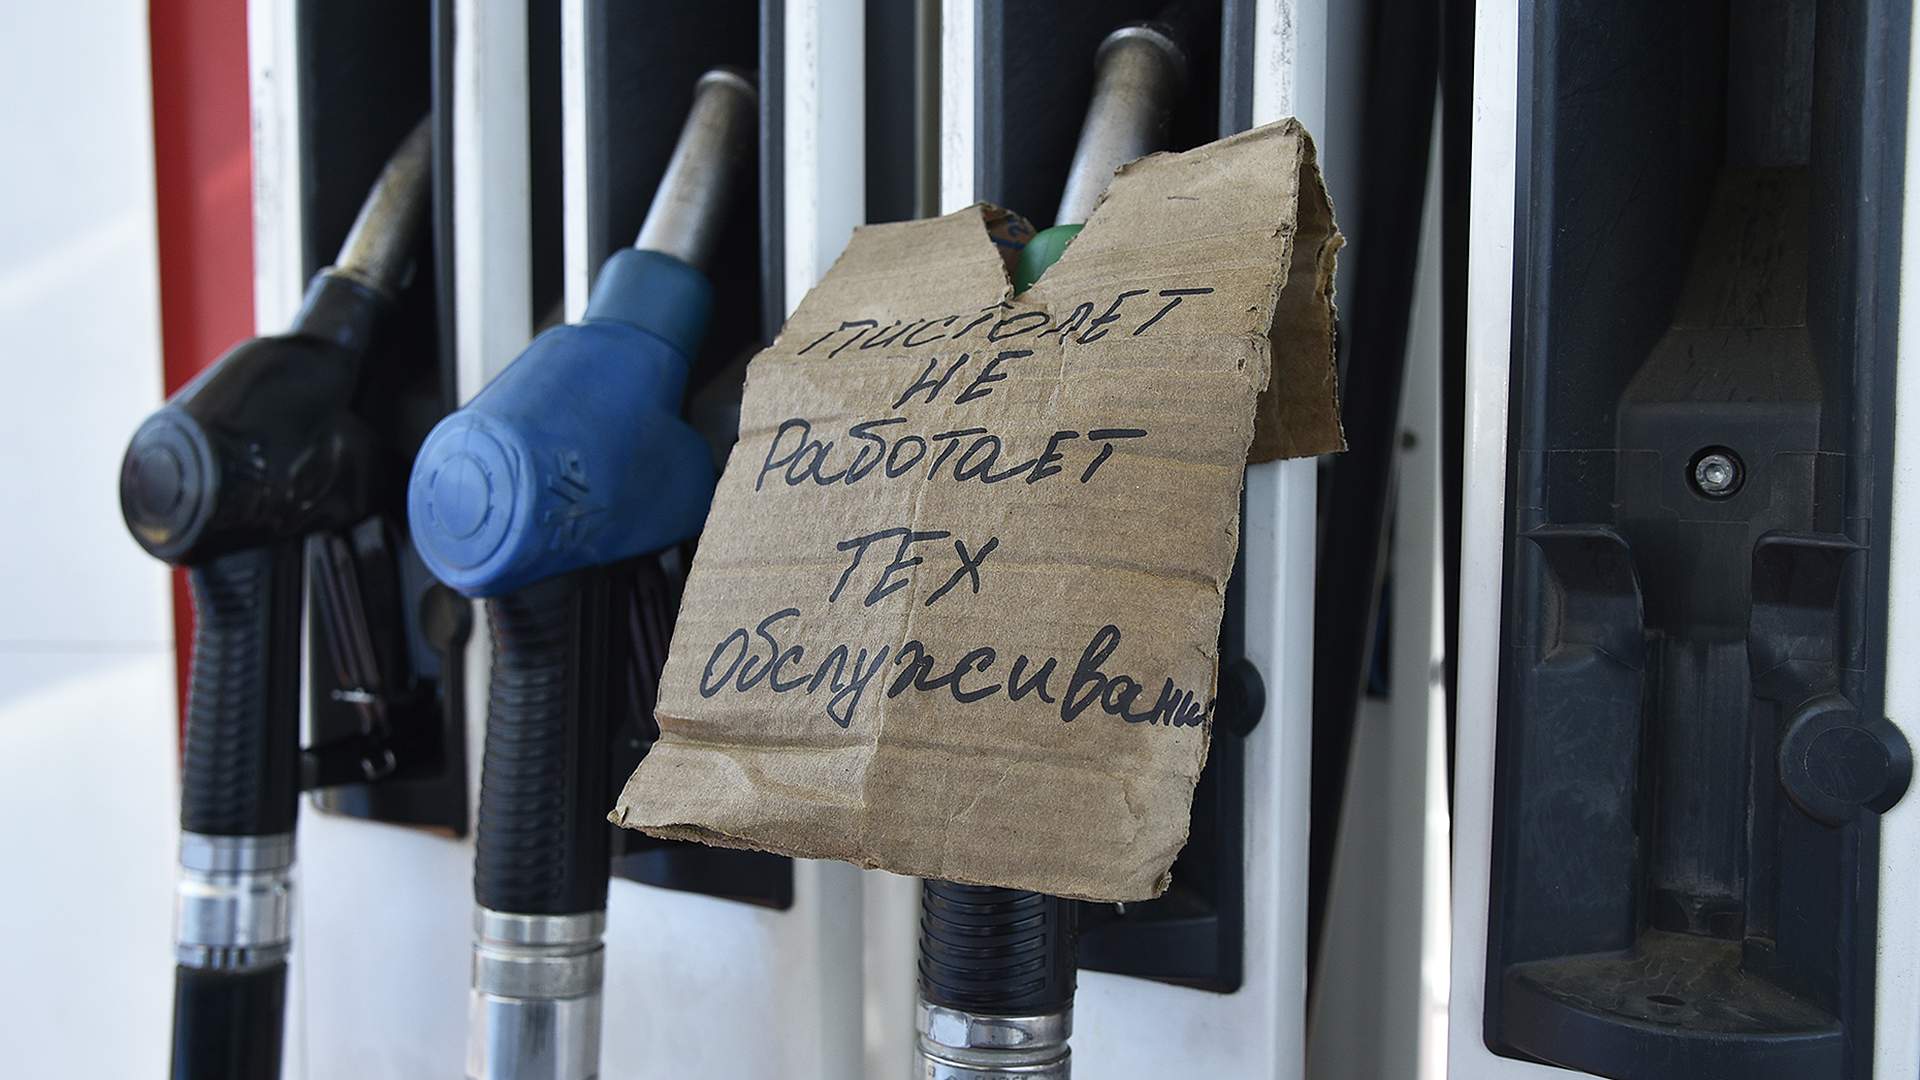 ПИСТОЛЕТ
НЕ
РабоТаЕТ
ТЕХ
обслуживани